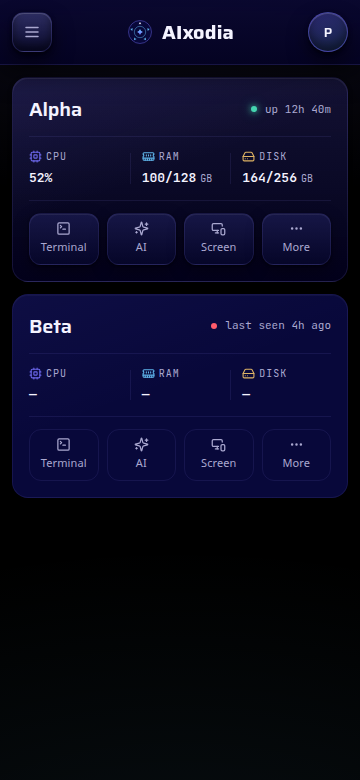 AIxodia
P
Alpha
up 12h 40m
CPU
RAM
DISK
52%
100/128 GB
164/256 GB
Terminal
AI
Screen
More
Beta
last seen 4h ago
CPU
RAM
DISK
—
—
—
Terminal
AI
Screen
More